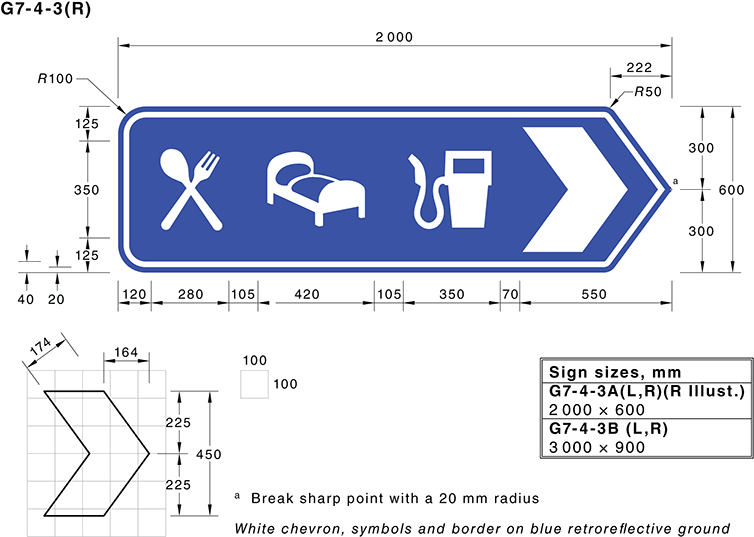 G7-4-3(R)
2 000
222
R100
R50
125
350
125
40
20
300
300
600
a
120
280
105
420
105
350
70
550
174
164
225
225
450
100
100
Sign sizes, mm
G7-4-3A(L,R)(R Illust.)
2 000 × 600
G7-4-3B (L,R)
3 000 × 900
a Break sharp point with a 20 mm radius
White chevron, symbols and border on blue retroreflective ground